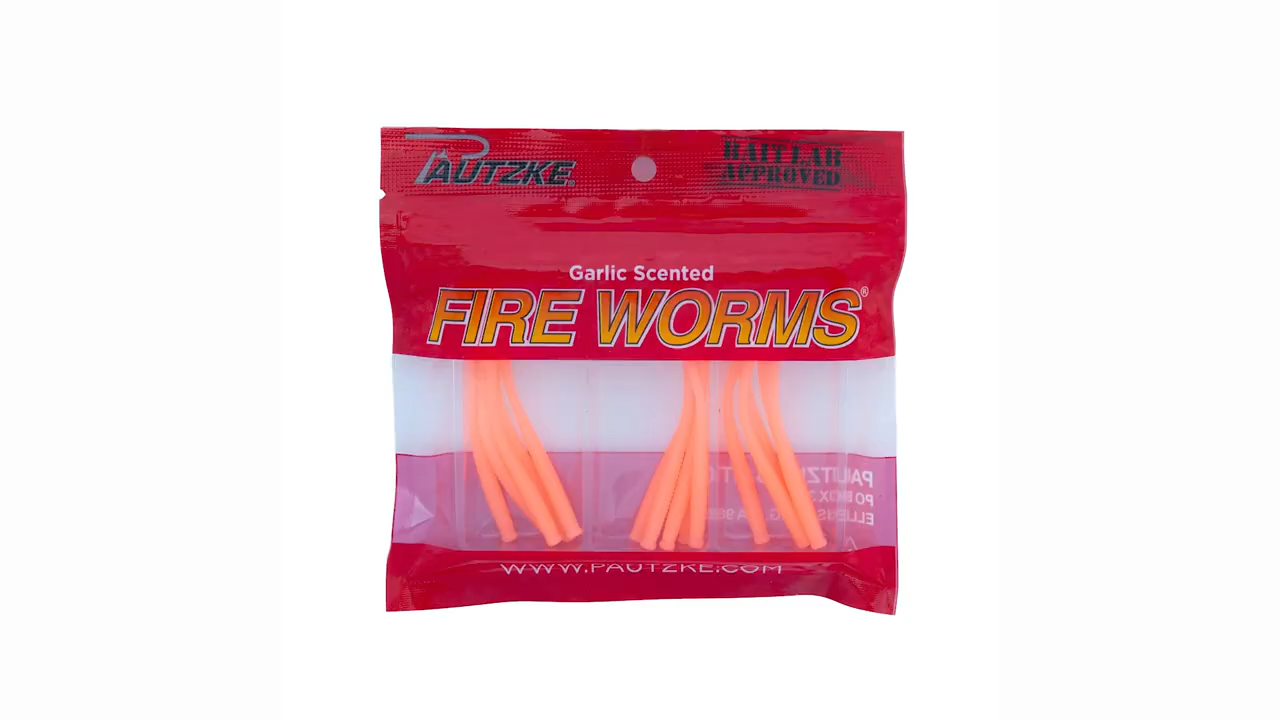 PAUTZKE®
BAIT LAB
APPROVED
Garlic Scented
FIRE WORMS®
WWW.PAUTZKE.COM